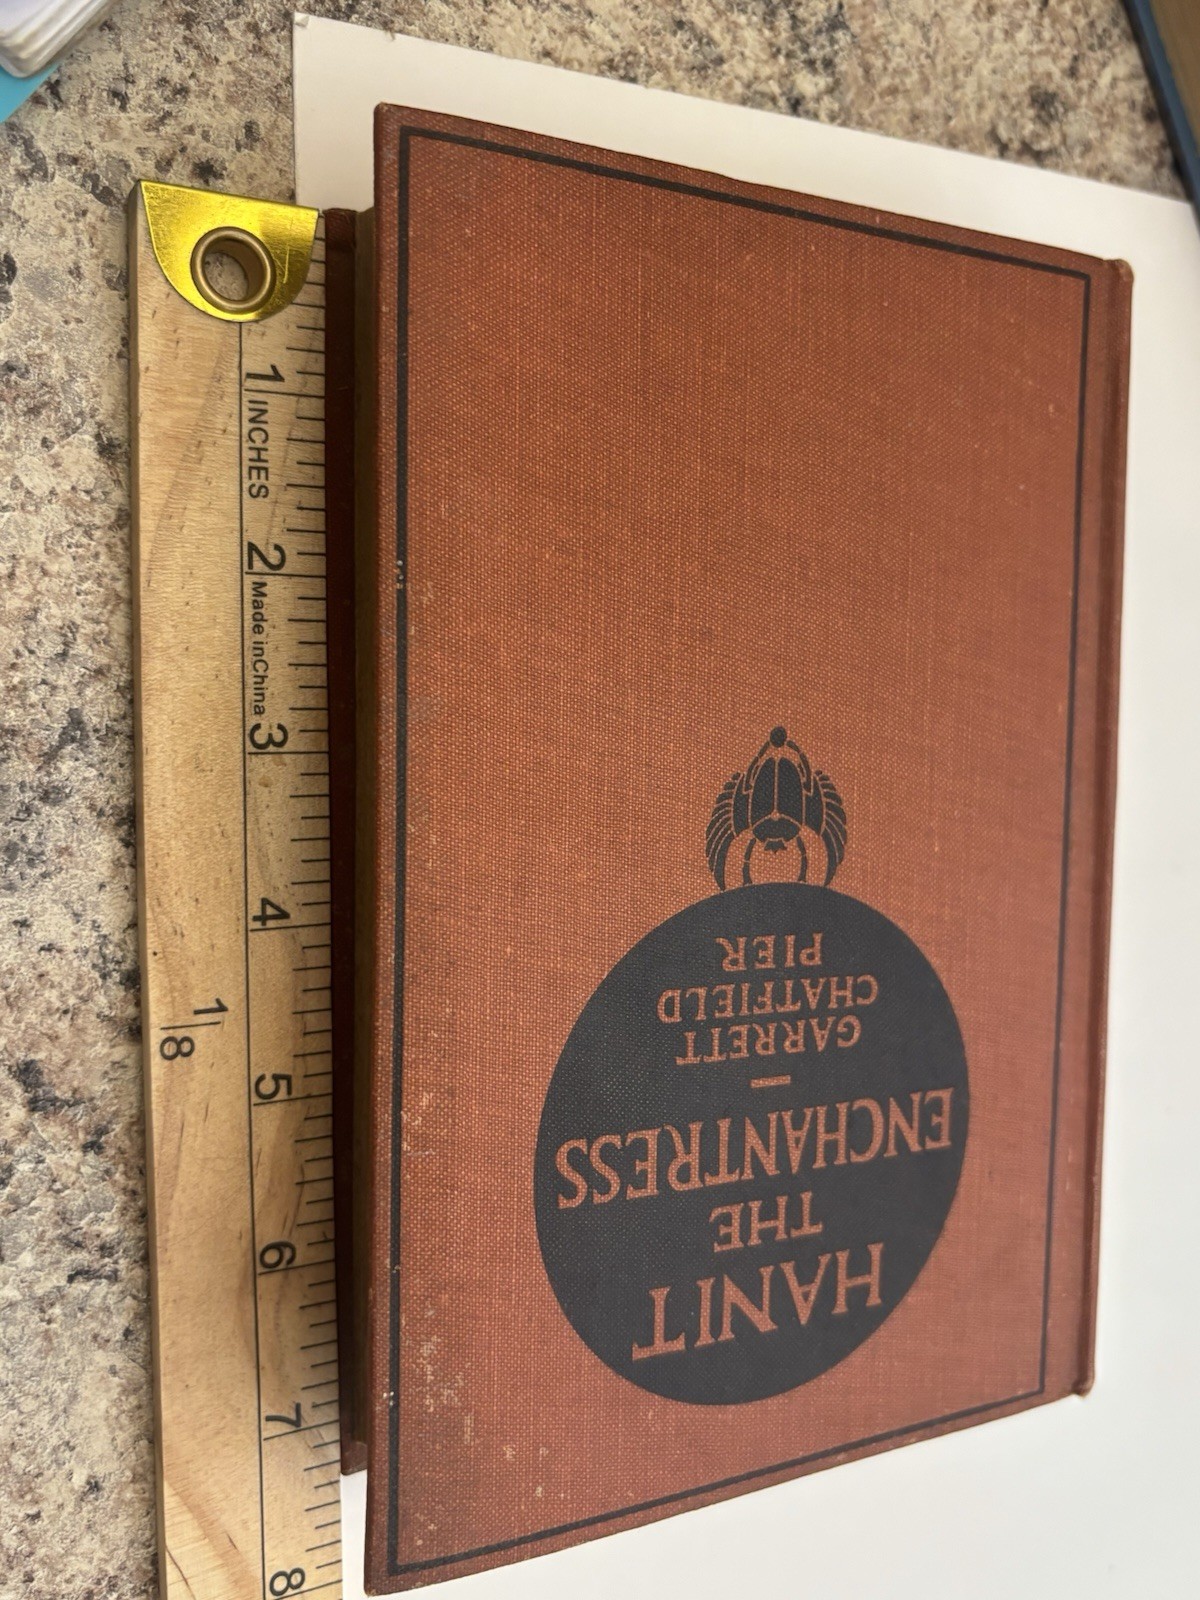 HANIT
THE
ENCHANTRESS
GARRETT
CHATFIELD
PIER
1
INCHES
2
Made in China
3
4
5
6
7
8
1/8